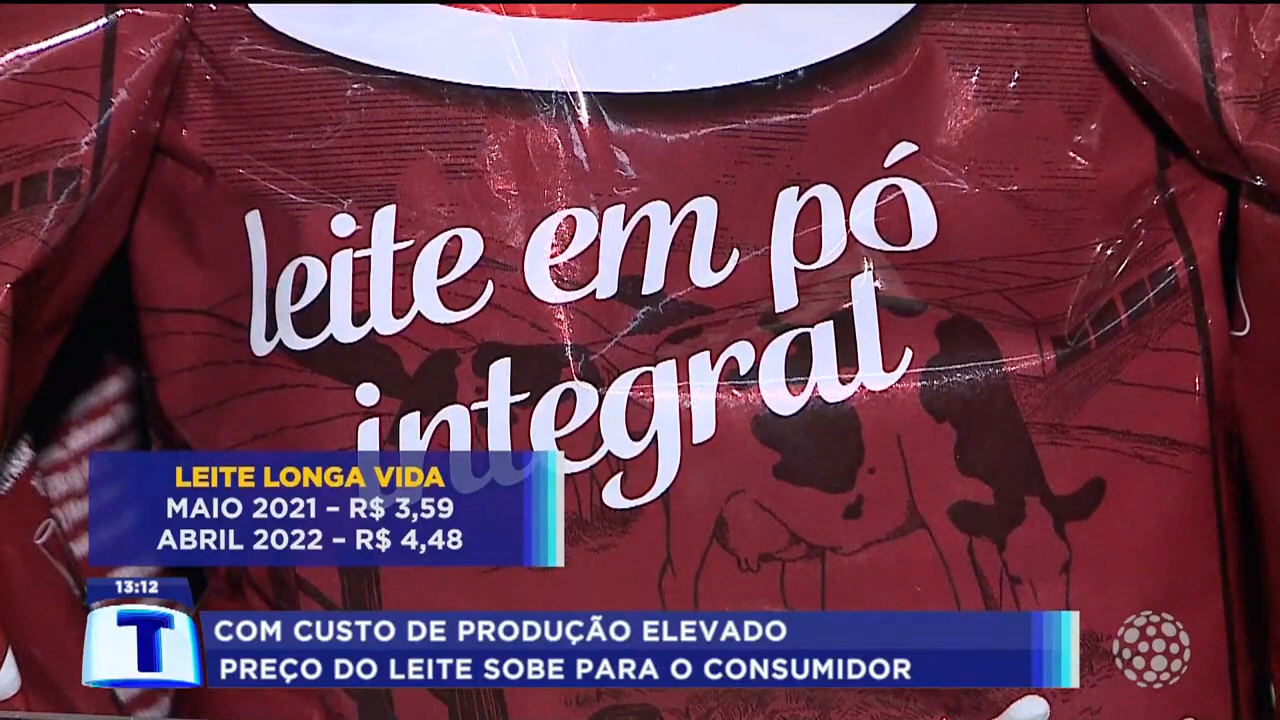 leite em pó
integral
LEITE LONGA VIDA
MAIO 2021 – R$ 3,59
ABRIL 2022 – R$ 4,48
13:12
T
COM CUSTO DE PRODUÇÃO ELEVADO
PREÇO DO LEITE SOBE PARA O CONSUMIDOR